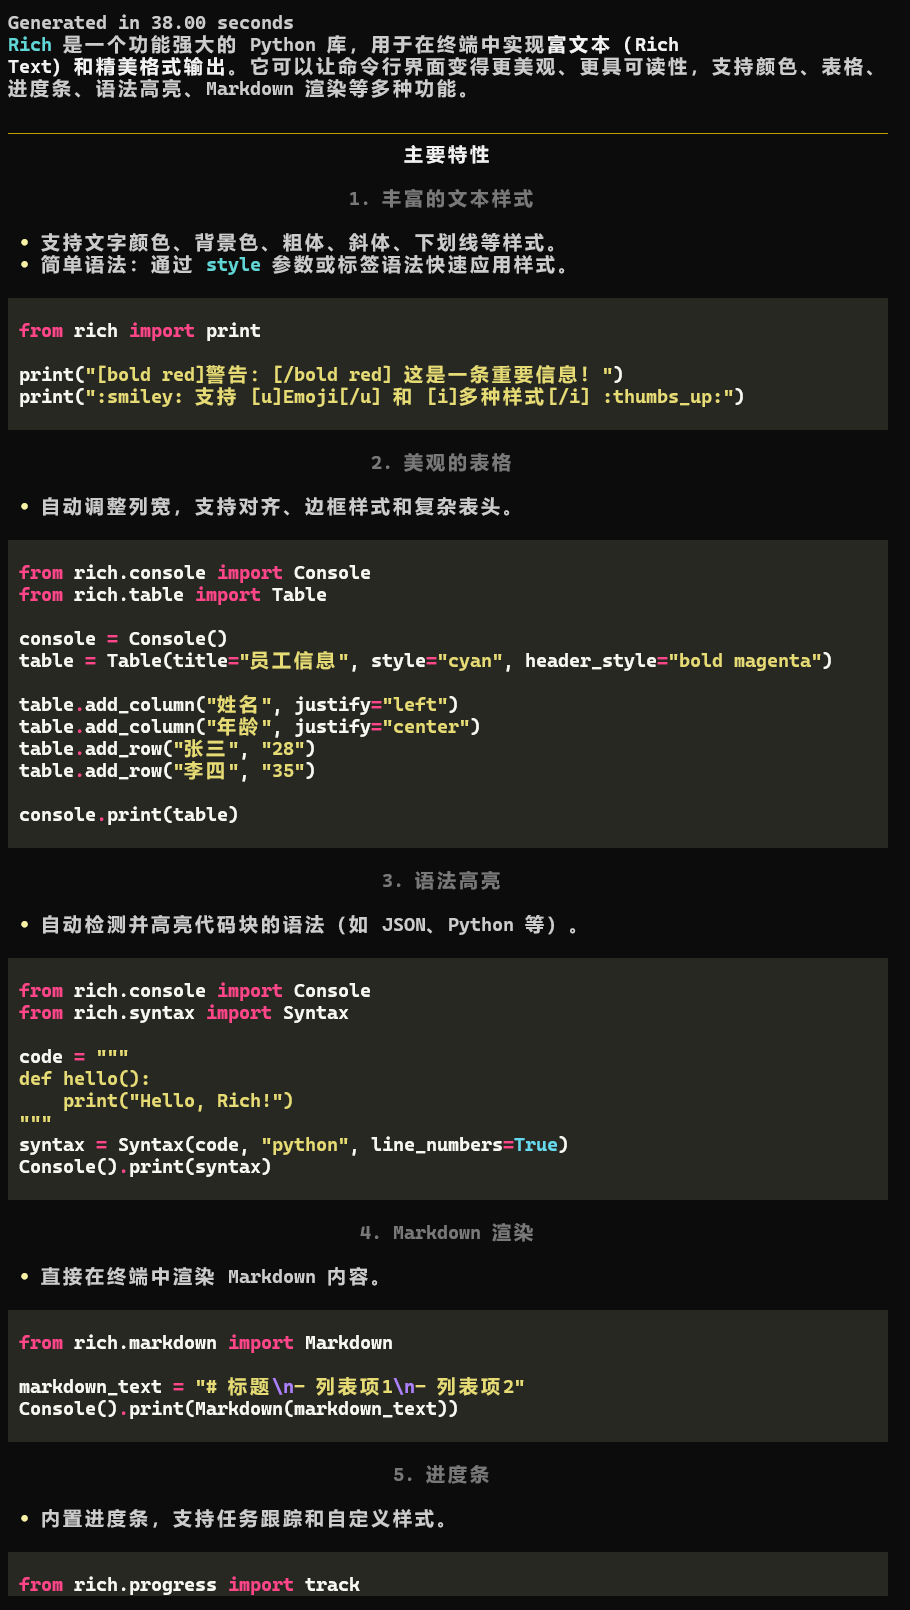 Generated in 38.00 seconds
Rich 是一个功能强大的 Python 库，用于在终端中实现富文本（Rich
Text）和精美格式输出。它可以让命令行界面变得更美观、更具可读性，支持颜色、表格、
进度条、语法高亮、Markdown 渲染等多种功能。
主要特性
1. 丰富的文本样式
• 支持文字颜色、背景色、粗体、斜体、下划线等样式。
• 简单语法：通过 style 参数或标签语法快速应用样式。
from rich import print
print("[bold red]警告：[/bold red] 这是一条重要信息！")
print(":smiley: 支持 [u]Emoji[/u] 和 [i]多种样式[/i] :thumbs_up:")
2. 美观的表格
• 自动调整列宽，支持对齐、边框样式和复杂表头。
from rich.console import Console
from rich.table import Table
console = Console()
table = Table(title="员工信息", style="cyan", header_style="bold magenta")
table.add_column("姓名", justify="left")
table.add_column("年龄", justify="center")
table.add_row("张三", "28")
table.add_row("李四", "35")
console.print(table)
3. 语法高亮
• 自动检测并高亮代码块的语法（如 JSON、Python 等）。
from rich.console import Console
from rich.syntax import Syntax
code = """
def hello():
    print("Hello, Rich!")
"""
syntax = Syntax(code, "python", line_numbers=True)
Console().print(syntax)
4. Markdown 渲染
• 直接在终端中渲染 Markdown 内容。
from rich.markdown import Markdown
markdown_text = "# 标题\n- 列表项1\n- 列表项2"
Console().print(Markdown(markdown_text))
5. 进度条
• 内置进度条，支持任务跟踪和自定义样式。
from rich.progress import track